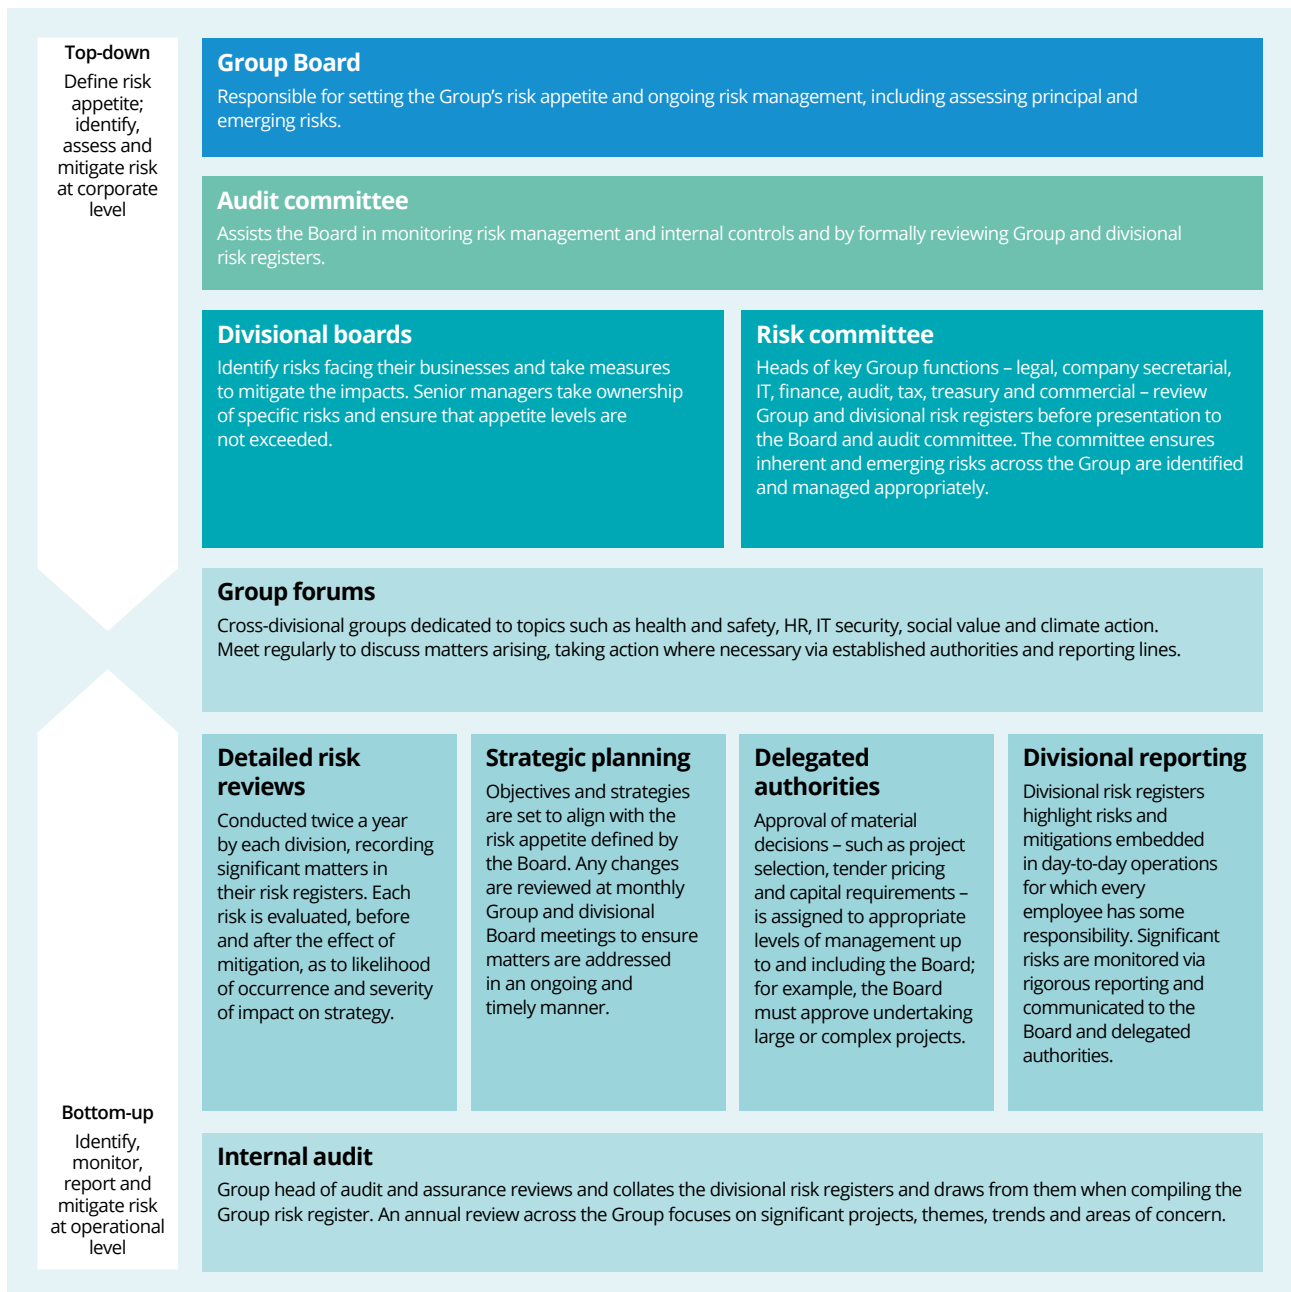 Top-down
Define risk
appetite;
identify,
assess and
mitigate risk
at corporate
level
Group Board
Responsible for setting the Group’s risk appetite and ongoing risk management, including assessing principal and
emerging risks.
Audit committee
Assists the Board in monitoring risk management and internal controls and by formally reviewing Group and divisional
risk registers.
Divisional boards
Identify risks facing their businesses and take measures
to mitigate the impacts. Senior managers take ownership
of specific risks and ensure that appetite levels are
not exceeded.
Risk committee
Heads of key Group functions – legal, company secretarial,
IT, finance, audit, tax, treasury and commercial – review
Group and divisional risk registers before presentation to
the Board and audit committee. The committee ensures
inherent and emerging risks across the Group are identified
and managed appropriately.
Group forums
Cross-divisional groups dedicated to topics such as health and safety, HR, IT security, social value and climate action.
Meet regularly to discuss matters arising, taking action where necessary via established authorities and reporting lines.
Detailed risk
reviews
Conducted twice a year
by each division, recording
significant matters in
their risk registers. Each
risk is evaluated, before
and after the effect of
mitigation, as to likelihood
of occurrence and severity
of impact on strategy.
Strategic planning
Objectives and strategies
are set to align with the
risk appetite defined by
the Board. Any changes
are reviewed at monthly
Group and divisional
Board meetings to ensure
matters are addressed
in an ongoing and
timely manner.
Delegated
authorities
Approval of material
decisions – such as project
selection, tender pricing
and capital requirements –
is assigned to appropriate
levels of management up
to and including the Board;
for example, the Board
must approve undertaking
large or complex projects.
Divisional reporting
Divisional risk registers
highlight risks and
mitigations embedded
in day-to-day operations
for which every
employee has some
responsibility. Significant
risks are monitored via
rigorous reporting and
communicated to the
Board and delegated
authorities.
Bottom-up
Identify,
monitor,
report and
mitigate risk
at operational
level
Internal audit
Group head of audit and assurance reviews and collates the divisional risk registers and draws from them when compiling the
Group risk register. An annual review across the Group focuses on significant projects, themes, trends and areas of concern.